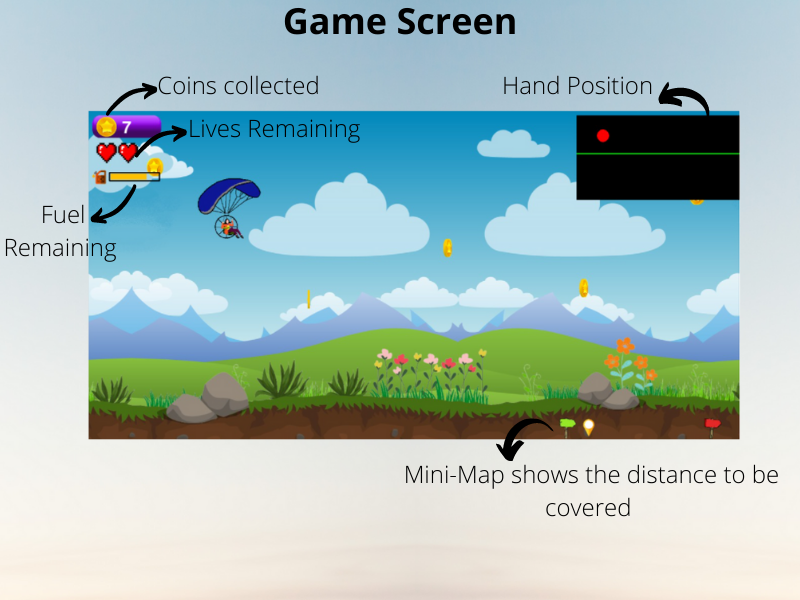 Game Screen
Coins collected
Hand Position
7
Lives Remaining
Fuel
Remaining
Mini-Map shows the distance to be
covered